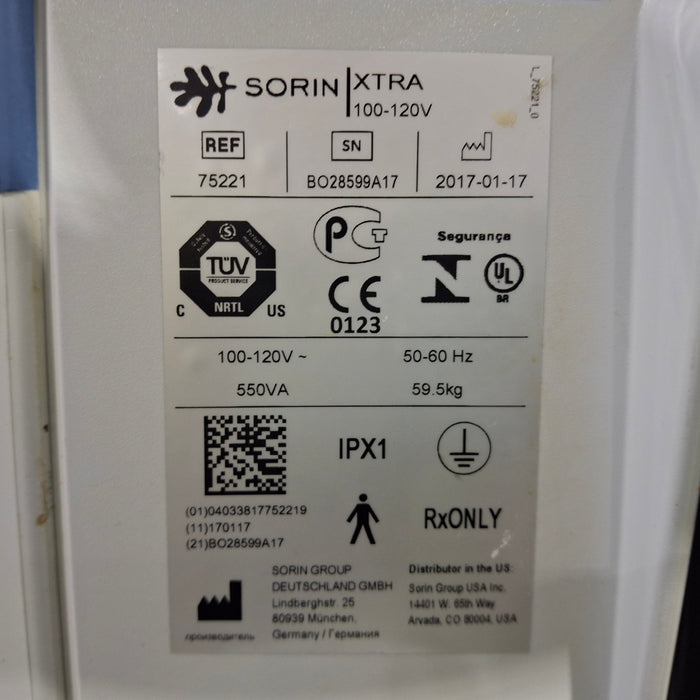 SORIN XTRA
100-120V
L_75221_0
REF SN
75221 BO28599A17 2017-01-17
TÜV
PRODUCT SERVICE
NRTL
C US
РСТ
CE
0123
Segurança
UL
BR
100-120V ~ 50-60 Hz
550VA 59.5kg
IPX1
(01)04033817752219
(11)170117
(21)BO28599A17
RxONLY
SORIN GROUP
DEUTSCHLAND GMBH
Lindberghstr. 25
80939 München,
Germany / Германия
производитель
Distributor in the US:
Sorin Group USA Inc.
14401 W. 65th Way
Arvada, CO 80004, USA